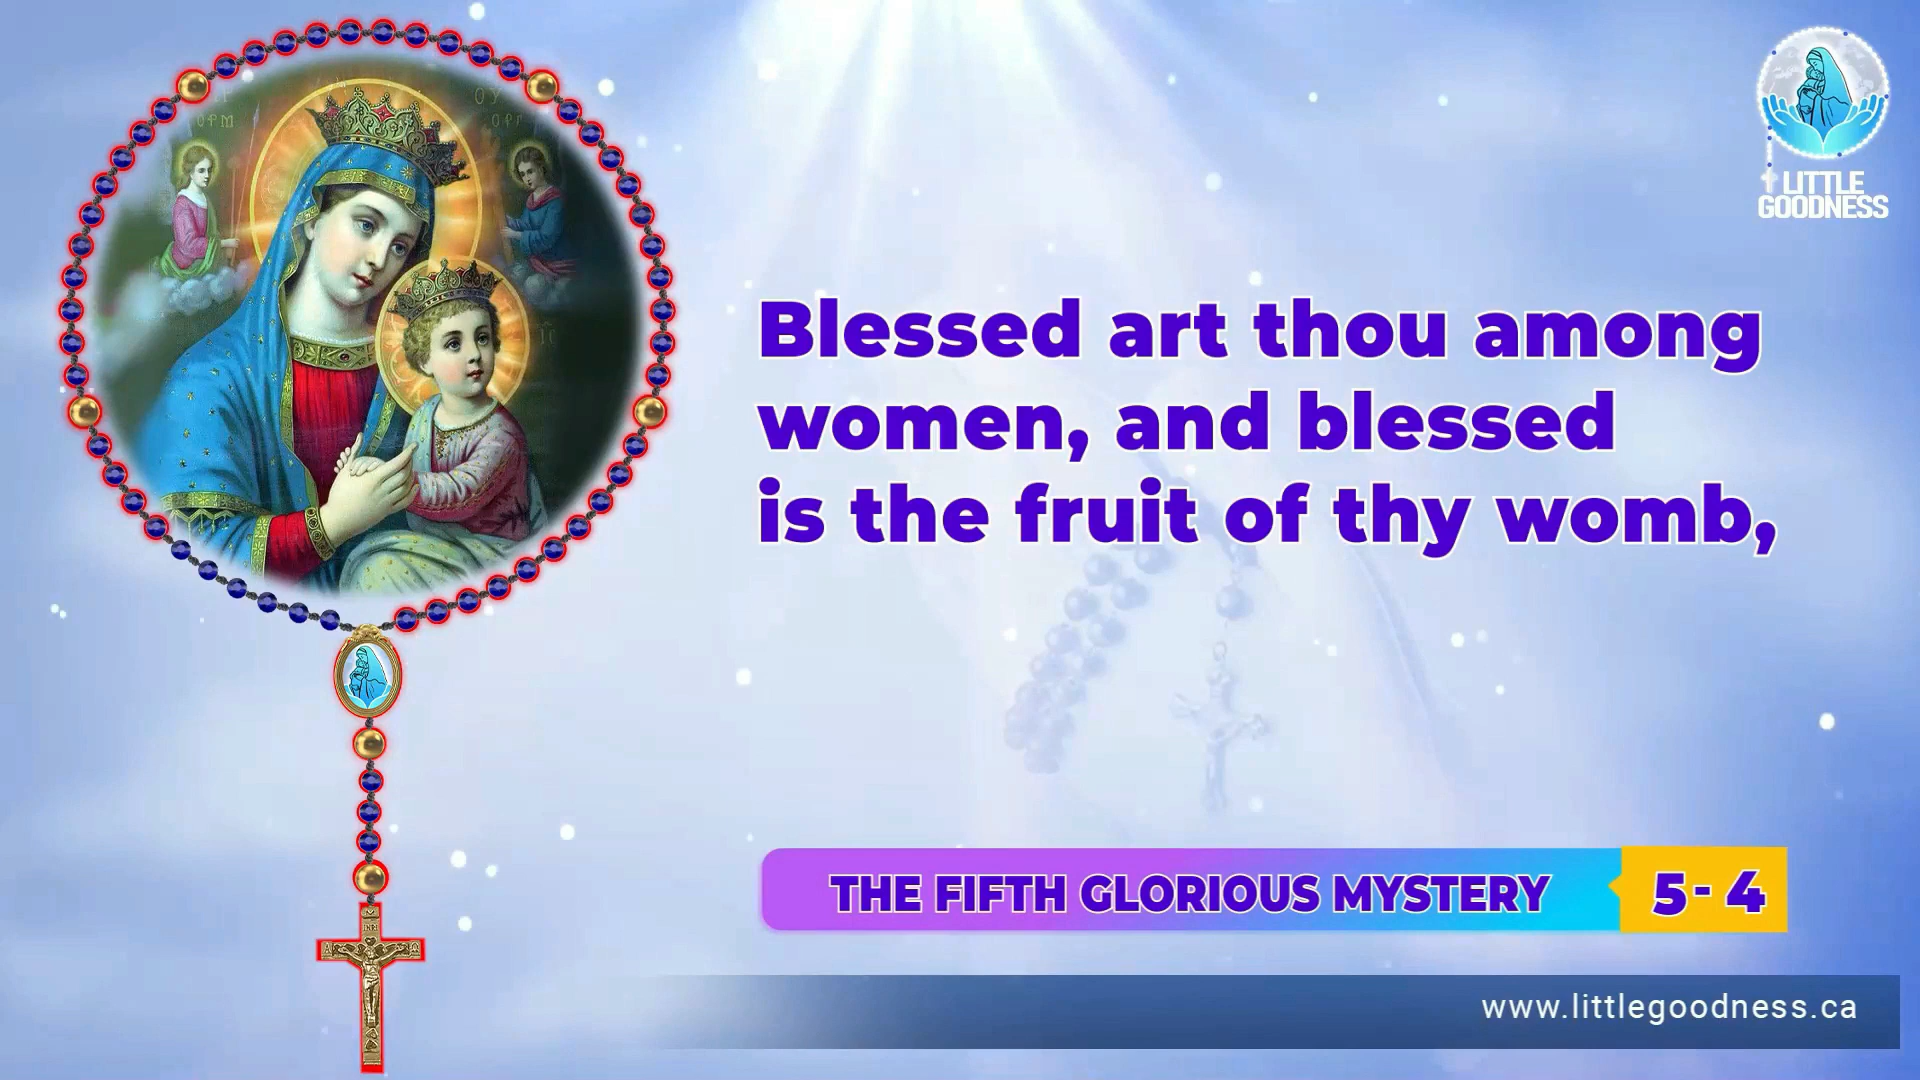 LITTLE
GOODNESS
Blessed art thou among
women, and blessed
is the fruit of thy womb,
THE FIFTH GLORIOUS MYSTERY
5 - 4
www.littlegoodness.ca
INRI